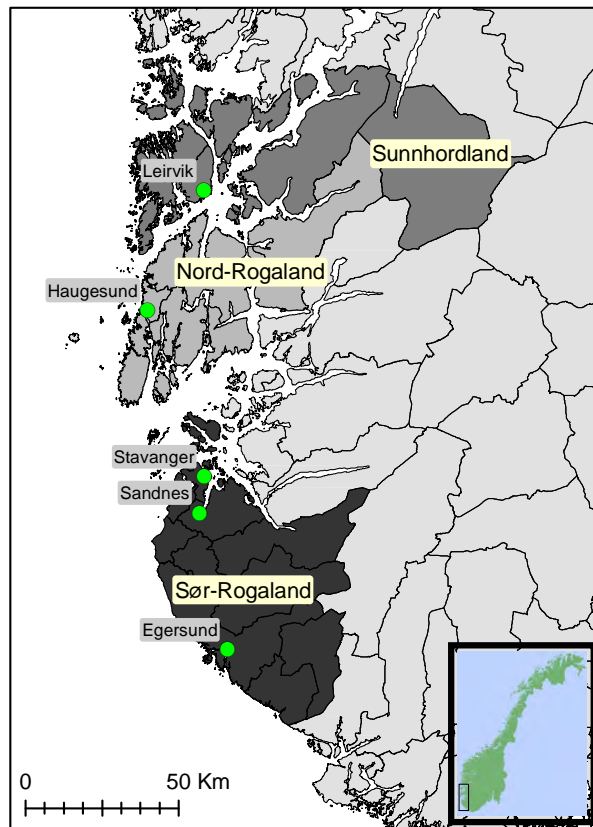 Sunnhordland
Leirvik
Nord-Rogaland
Haugesund
Stavanger
Sandnes
Sør-Rogaland
Egersund
0 50 Km